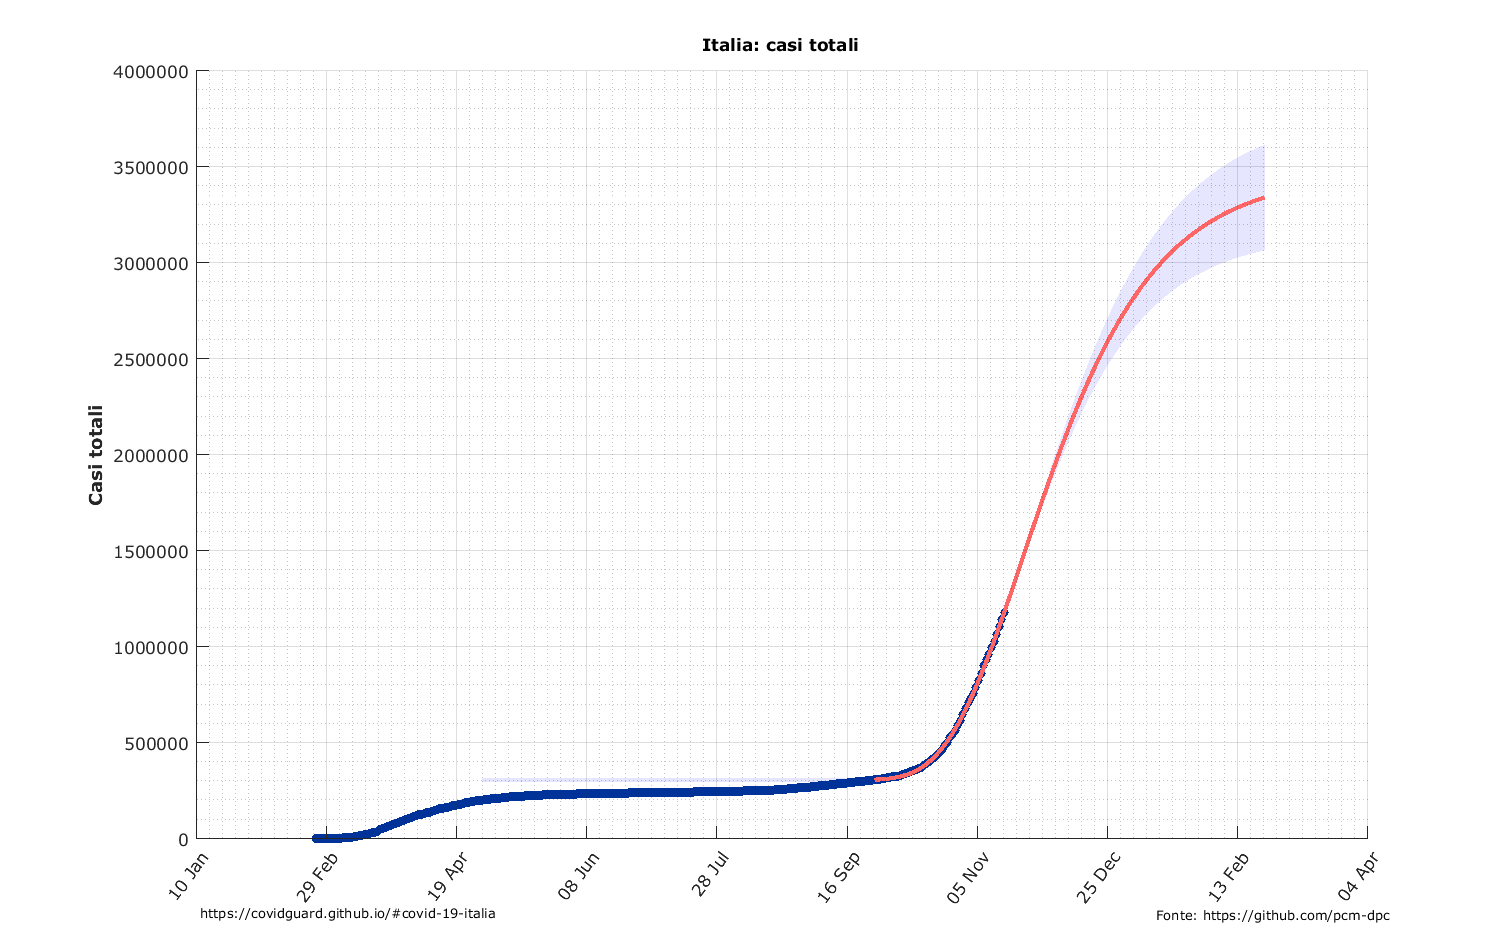 Italia: casi totali
4000000
3500000
3000000
2500000
2000000
1500000
1000000
500000
0
Casi totali
10 Jan
29 Feb
19 Apr
08 Jun
28 Jul
16 Sep
05 Nov
25 Dec
13 Feb
04 Apr
https://covidguard.github.io/#covid-19-italia
Fonte: https://github.com/pcm-dpc